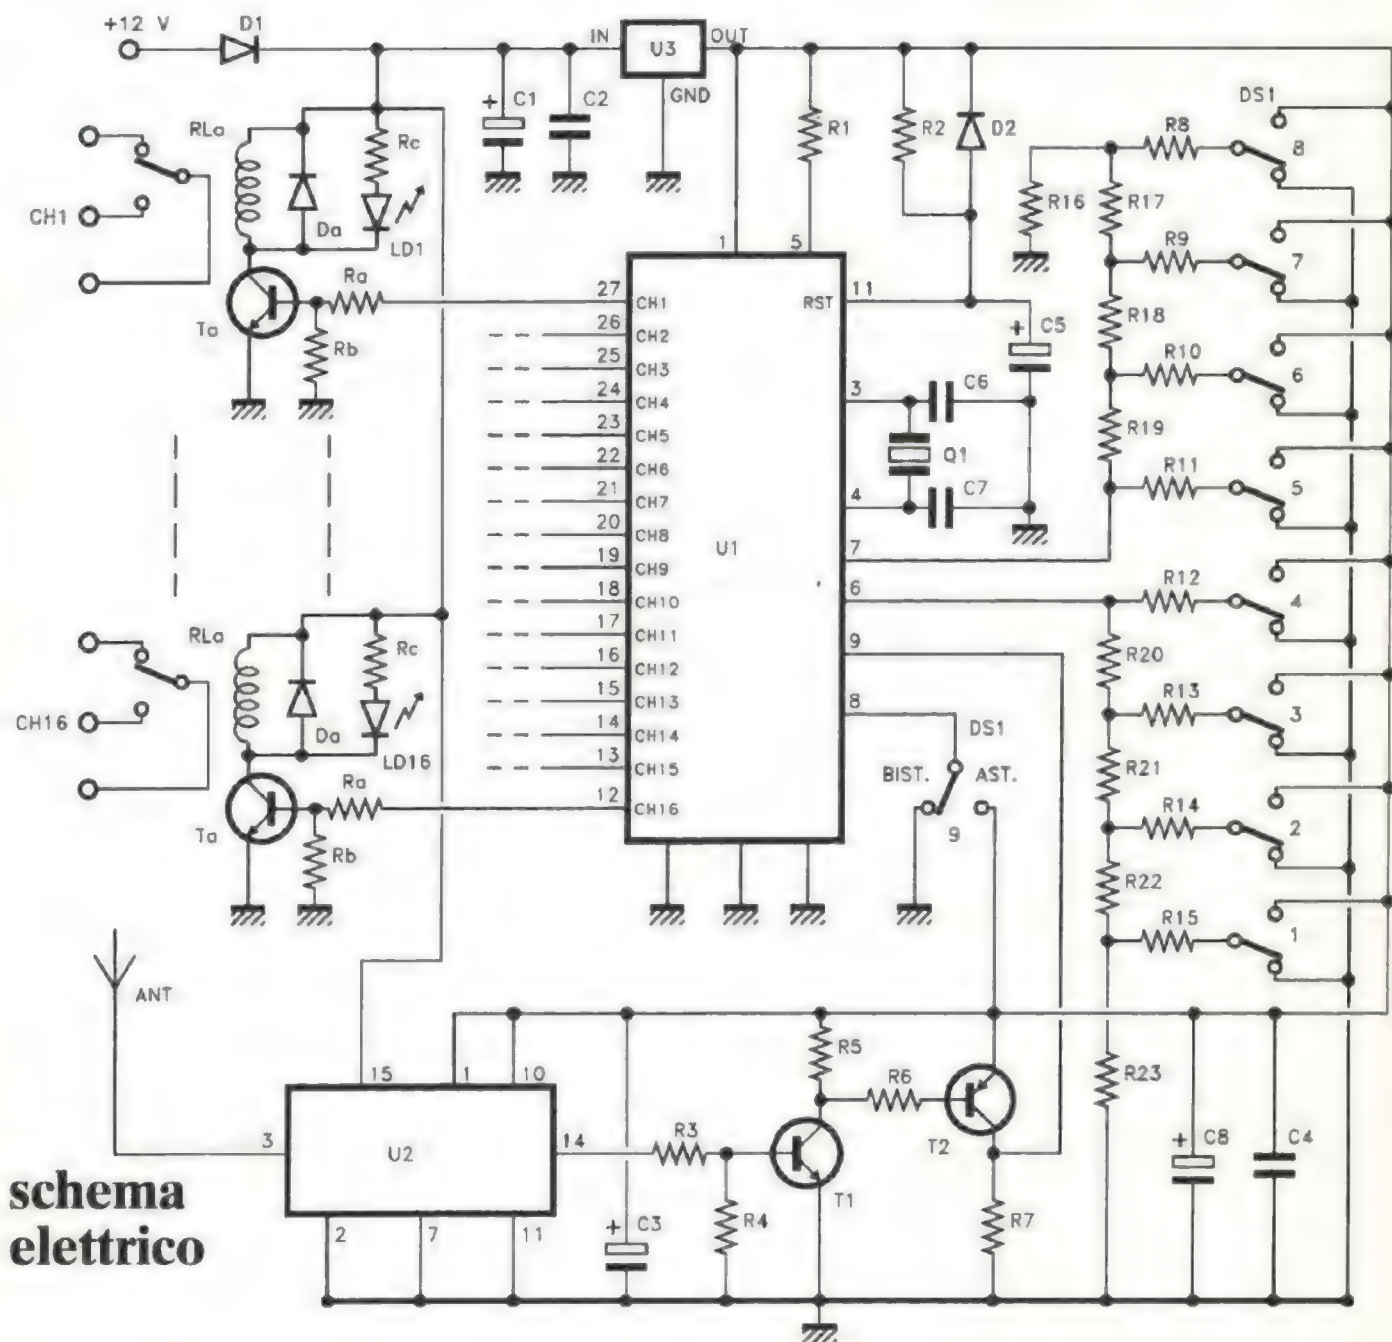 +12 V
D1
IN
U3
OUT
GND
C1
+
C2
R1
R2
D2
DS1
R8
8
R16
R17
R9
7
R18
R10
6
R19
R11
5
R12
4
R20
R13
3
R21
R14
2
R22
R15
1
R23
RLa
Rc
CH1
Da
LD1
Ra
Ta
Rb
1
5
27 CH1
26 CH2
25 CH3
24 CH4
23 CH5
22 CH6
21 CH7
20 CH8
19 CH9
18 CH10
17 CH11
16 CH12
15 CH13
14 CH14
13 CH15
12 CH16
U1
RST 11
+
C5
3
C6
Q1
4
C7
7
6
9
8
DS1
BIST. AST.
9
RLa
Rc
CH16
Da
LD16
Ra
Ta
Rb
ANT
15
1
10
3
U2
14
2
7
11
R3
R4
R5
R6
T1
T2
R7
+
C3
+
C8
C4
schema
elettrico